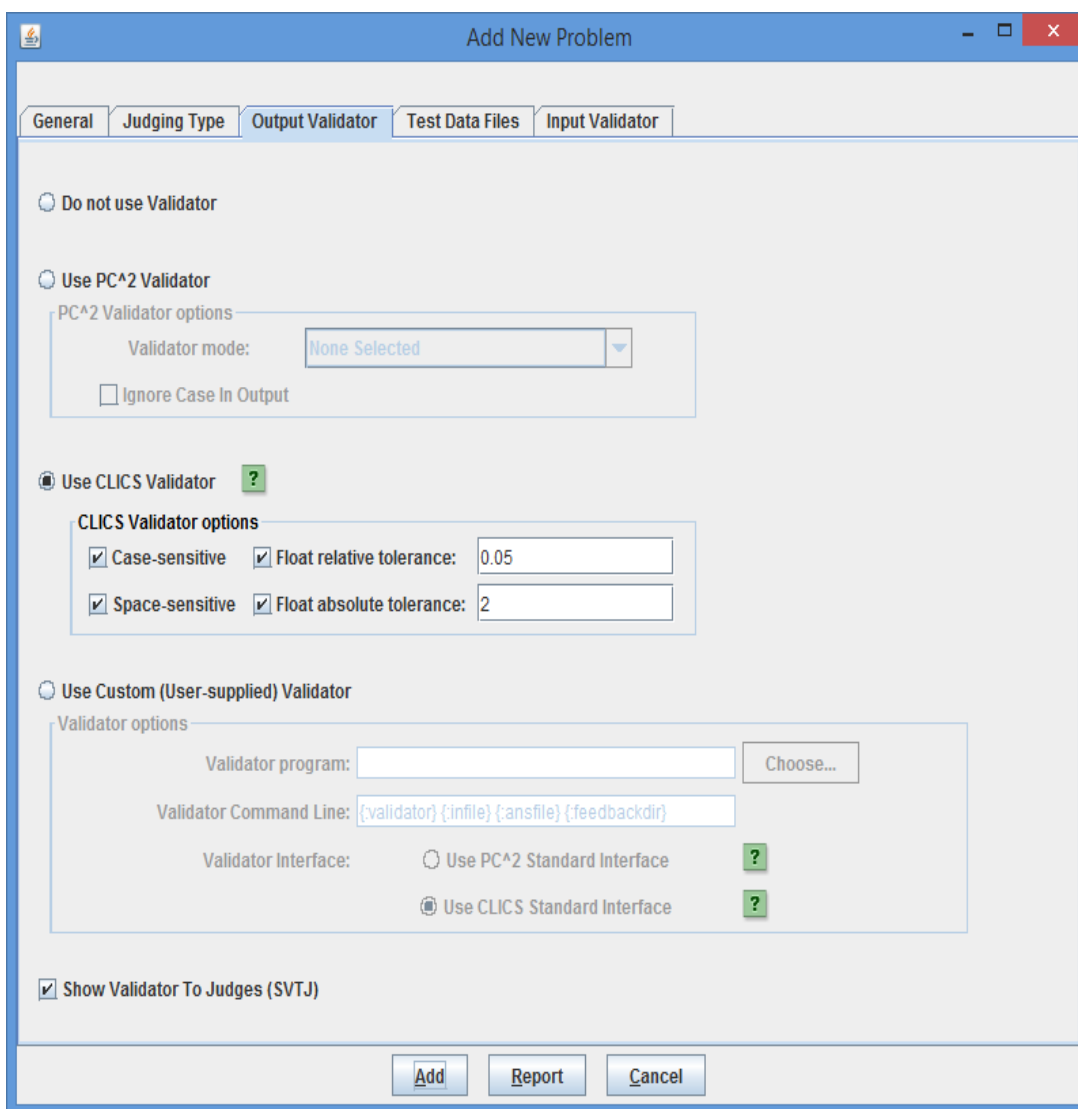 Add New Problem
General Judging Type Output Validator Test Data Files Input Validator
Do not use Validator
Use PC^2 Validator
PC^2 Validator options
Validator mode: None Selected
Ignore Case In Output
Use CLICS Validator ?
CLICS Validator options
Case-sensitive Float relative tolerance: 0.05
Space-sensitive Float absolute tolerance: 2
Use Custom (User-supplied) Validator
Validator options
Validator program: Choose...
Validator Command Line: {:validator} {:infile} {:ansfile} {:feedbackdir}
Validator Interface: Use PC^2 Standard Interface ?
Use CLICS Standard Interface ?
Show Validator To Judges (SVTJ)
Add Report Cancel